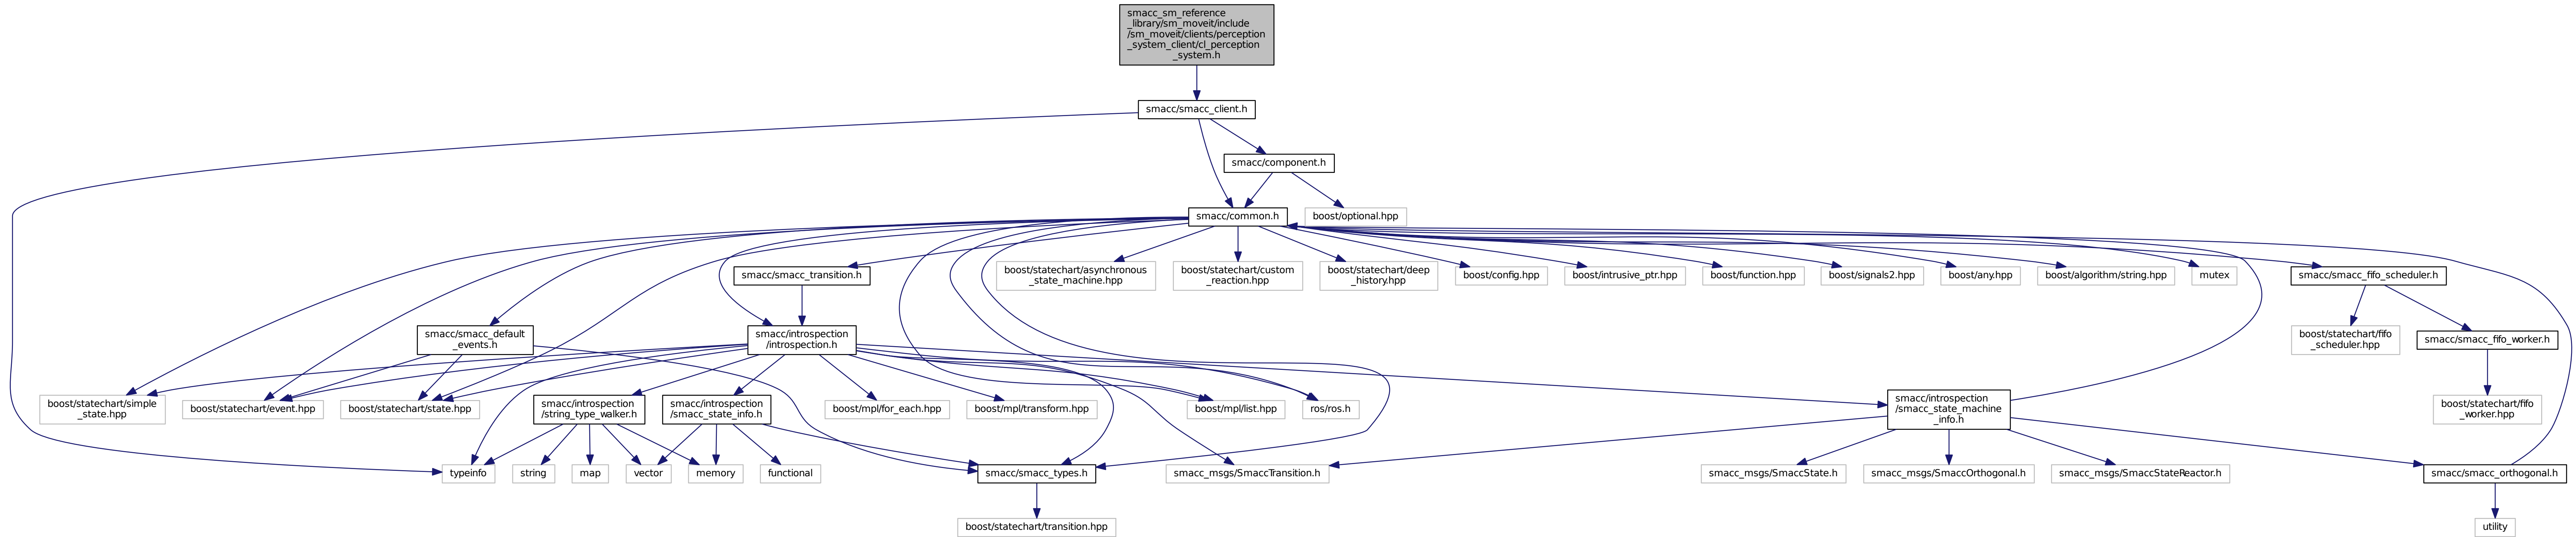 smacc_sm_reference
_library/sm_moveit/include
/sm_moveit/clients/perception
_system_client/cl_perception
_system.h
smacc/smacc_client.h
smacc/component.h
smacc/common.h
boost/optional.hpp
smacc/smacc_transition.h
boost/statechart/asynchronous
_state_machine.hpp
boost/statechart/custom
_reaction.hpp
boost/statechart/deep
_history.hpp
boost/config.hpp
boost/intrusive_ptr.hpp
boost/function.hpp
boost/signals2.hpp
boost/any.hpp
boost/algorithm/string.hpp
mutex
smacc/smacc_fifo_scheduler.h
smacc/smacc_default
_events.h
smacc/introspection
/introspection.h
boost/statechart/fifo
_scheduler.hpp
smacc/smacc_fifo_worker.h
boost/statechart/simple
_state.hpp
boost/statechart/event.hpp
boost/statechart/state.hpp
smacc/introspection
/string_type_walker.h
smacc/introspection
/smacc_state_info.h
boost/mpl/for_each.hpp
boost/mpl/transform.hpp
boost/mpl/list.hpp
ros/ros.h
smacc/introspection
/smacc_state_machine
_info.h
boost/statechart/fifo
_worker.hpp
typeinfo
string
map
vector
memory
functional
smacc/smacc_types.h
smacc_msgs/SmaccTransition.h
smacc_msgs/SmaccState.h
smacc_msgs/SmaccOrthogonal.h
smacc_msgs/SmaccStateReactor.h
smacc/smacc_orthogonal.h
boost/statechart/transition.hpp
utility